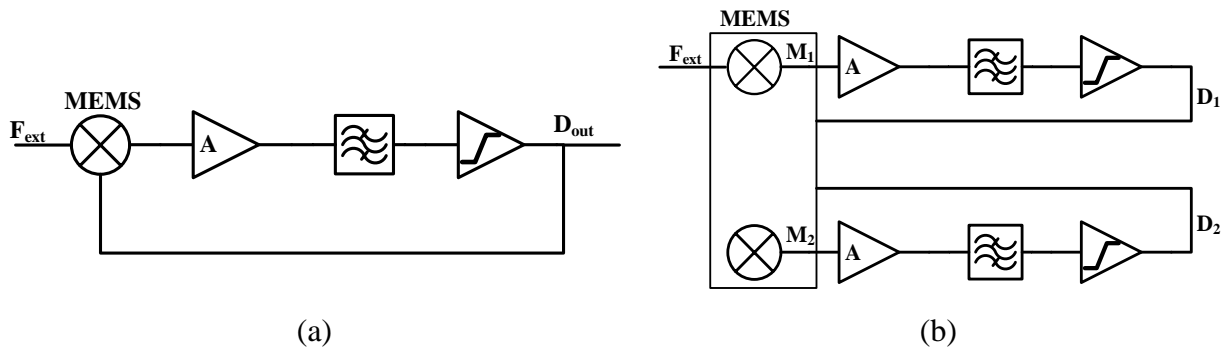 MEMS
F_ext
A
D_out
(a)
MEMS
F_ext
M_1
A
D_1
M_2
A
D_2
(b)